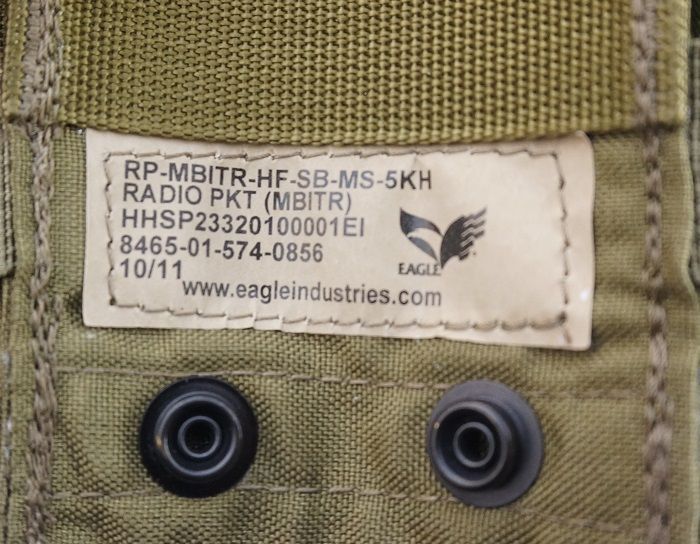 RP-MBITR-HF-SB-MS-5KH
RADIO PKT (MBITR)
HHSP23320100001EI
8465-01-574-0856
10/11
EAGLE
www.eagleindustries.com